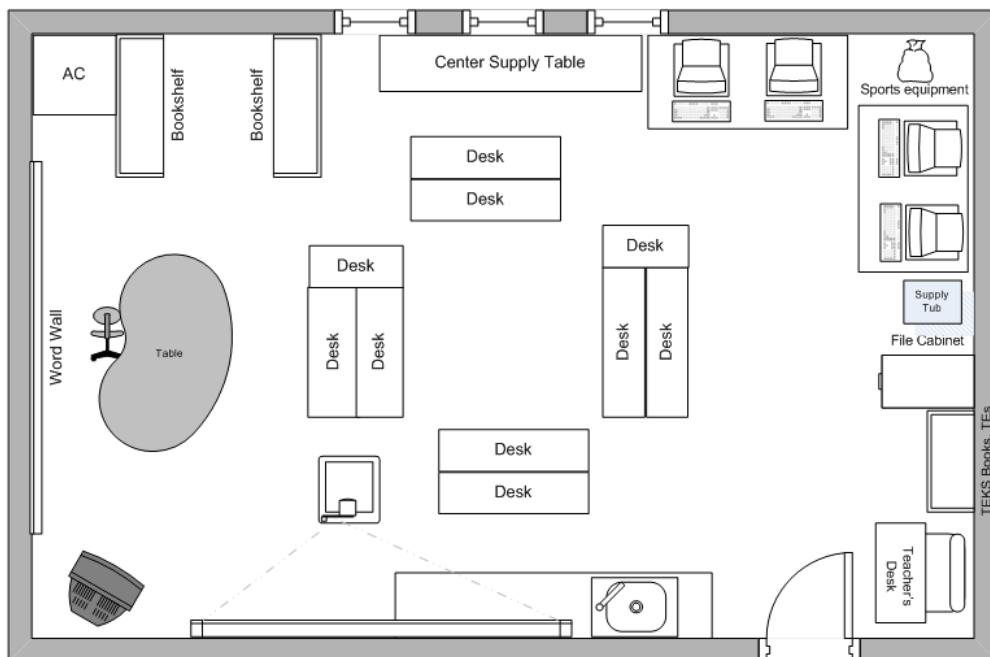 AC
Bookshelf
Bookshelf
Center Supply Table
Sports equipment
Desk
Desk
Desk
Desk
Desk
Desk
Desk
Desk
Supply
Tub
File Cabinet
Word Wall
Table
Desk
Desk
TEKS Books, TEs
Teacher's
Desk